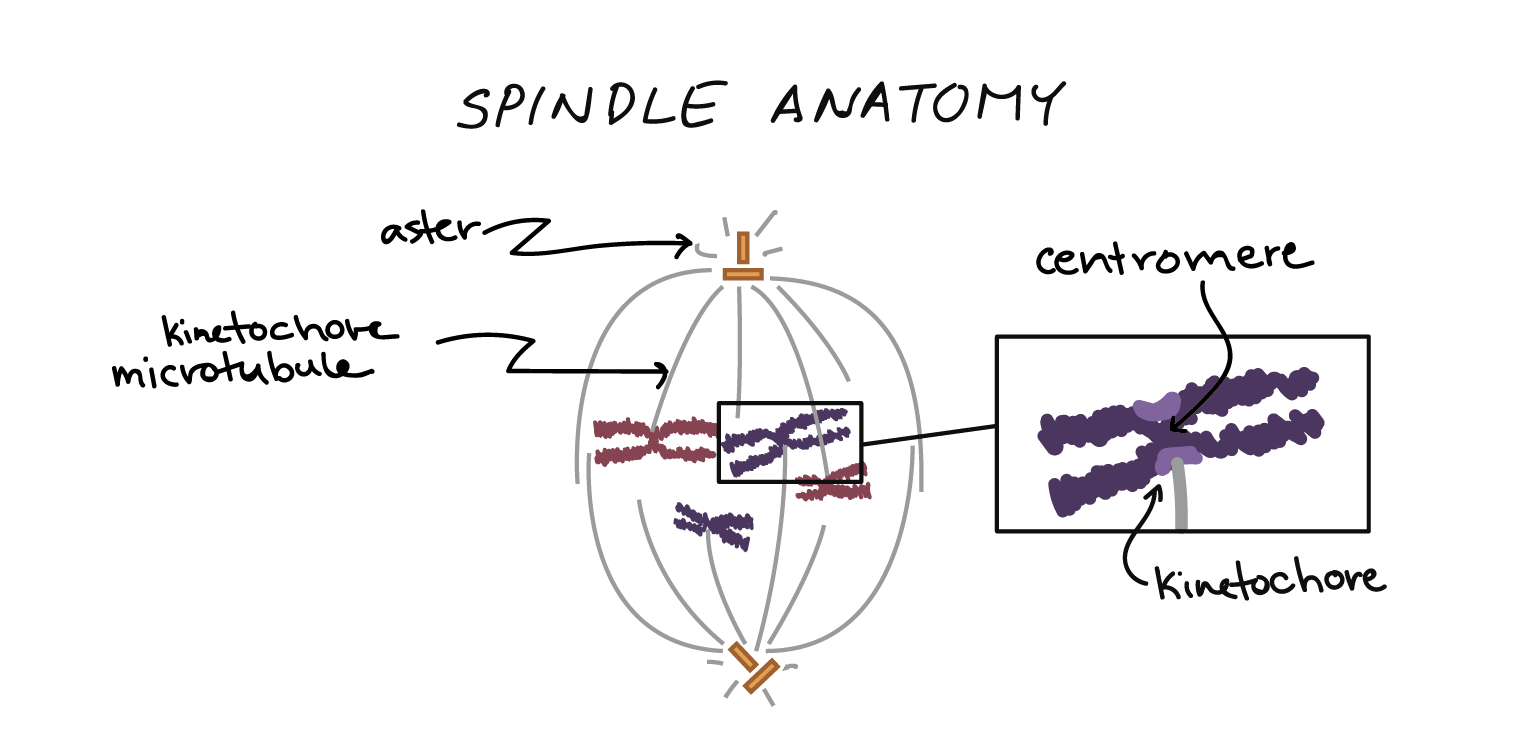 SPINDLE ANATOMY
aster
kinetochore
microtubule
centromere
kinetochore